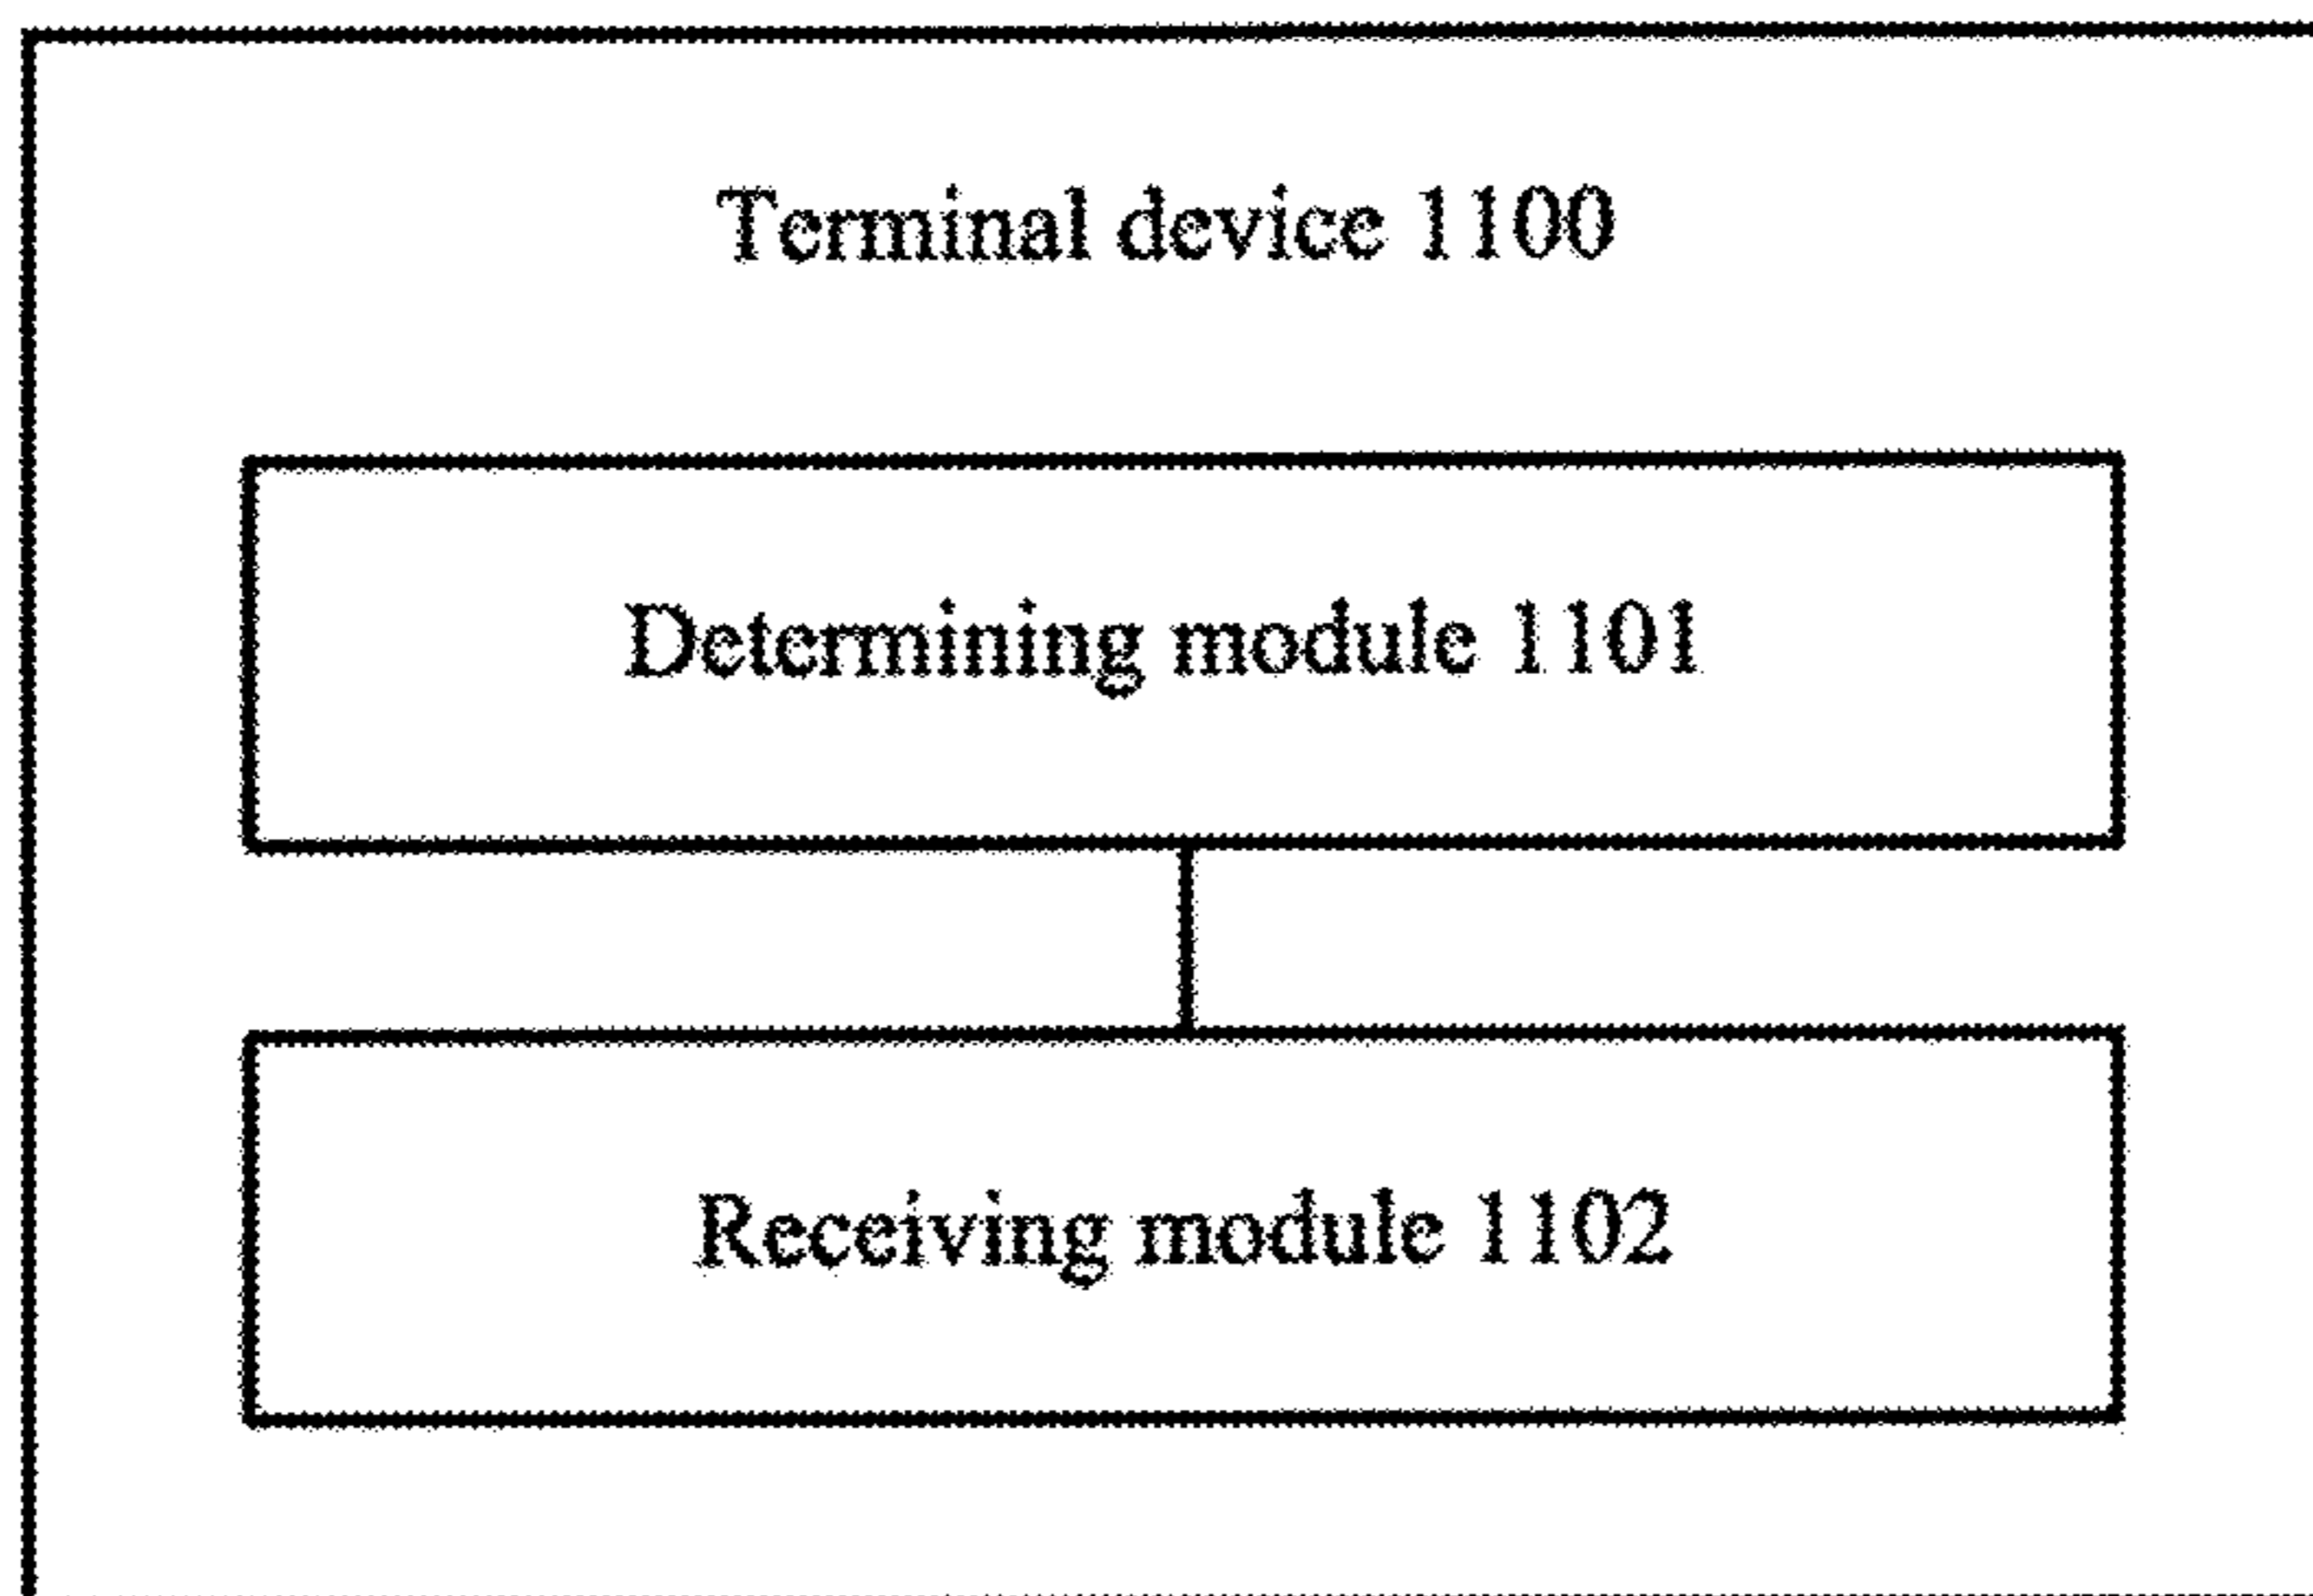 Terminal device 1100
Determining module 1101
Receiving module 1102